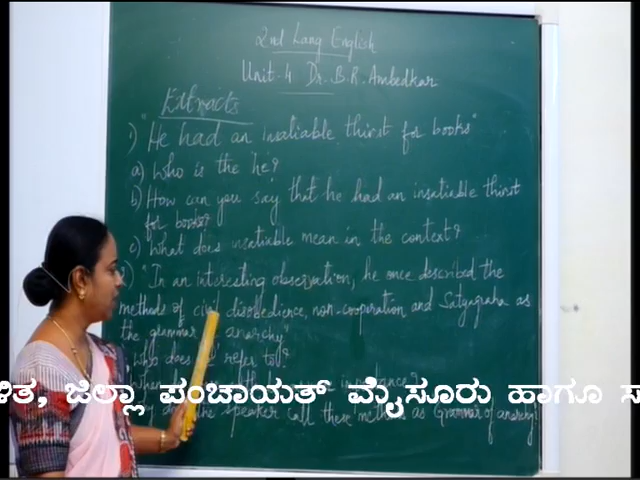 2nd Lang English
Unit-4 Dr. B.R. Ambedkar
Extracts
1) "He had an insatiable thirst for books"
a) Who is the he?
b) How can you say that he had an insatiable thirst
for books?
c) What does insatiable mean in the context?
"In an interesting observation, he once described the
methods of civil disobedience, non-cooperation and Satyagraha as
the grammar anarchy"
Who does refer to?
ಜಿಲ್ಲಾ ಪಂಚಾಯತ್ ಮೈಸೂರು ಹಾಗೂ
the speaker call these methods as Grammar of anarchy?